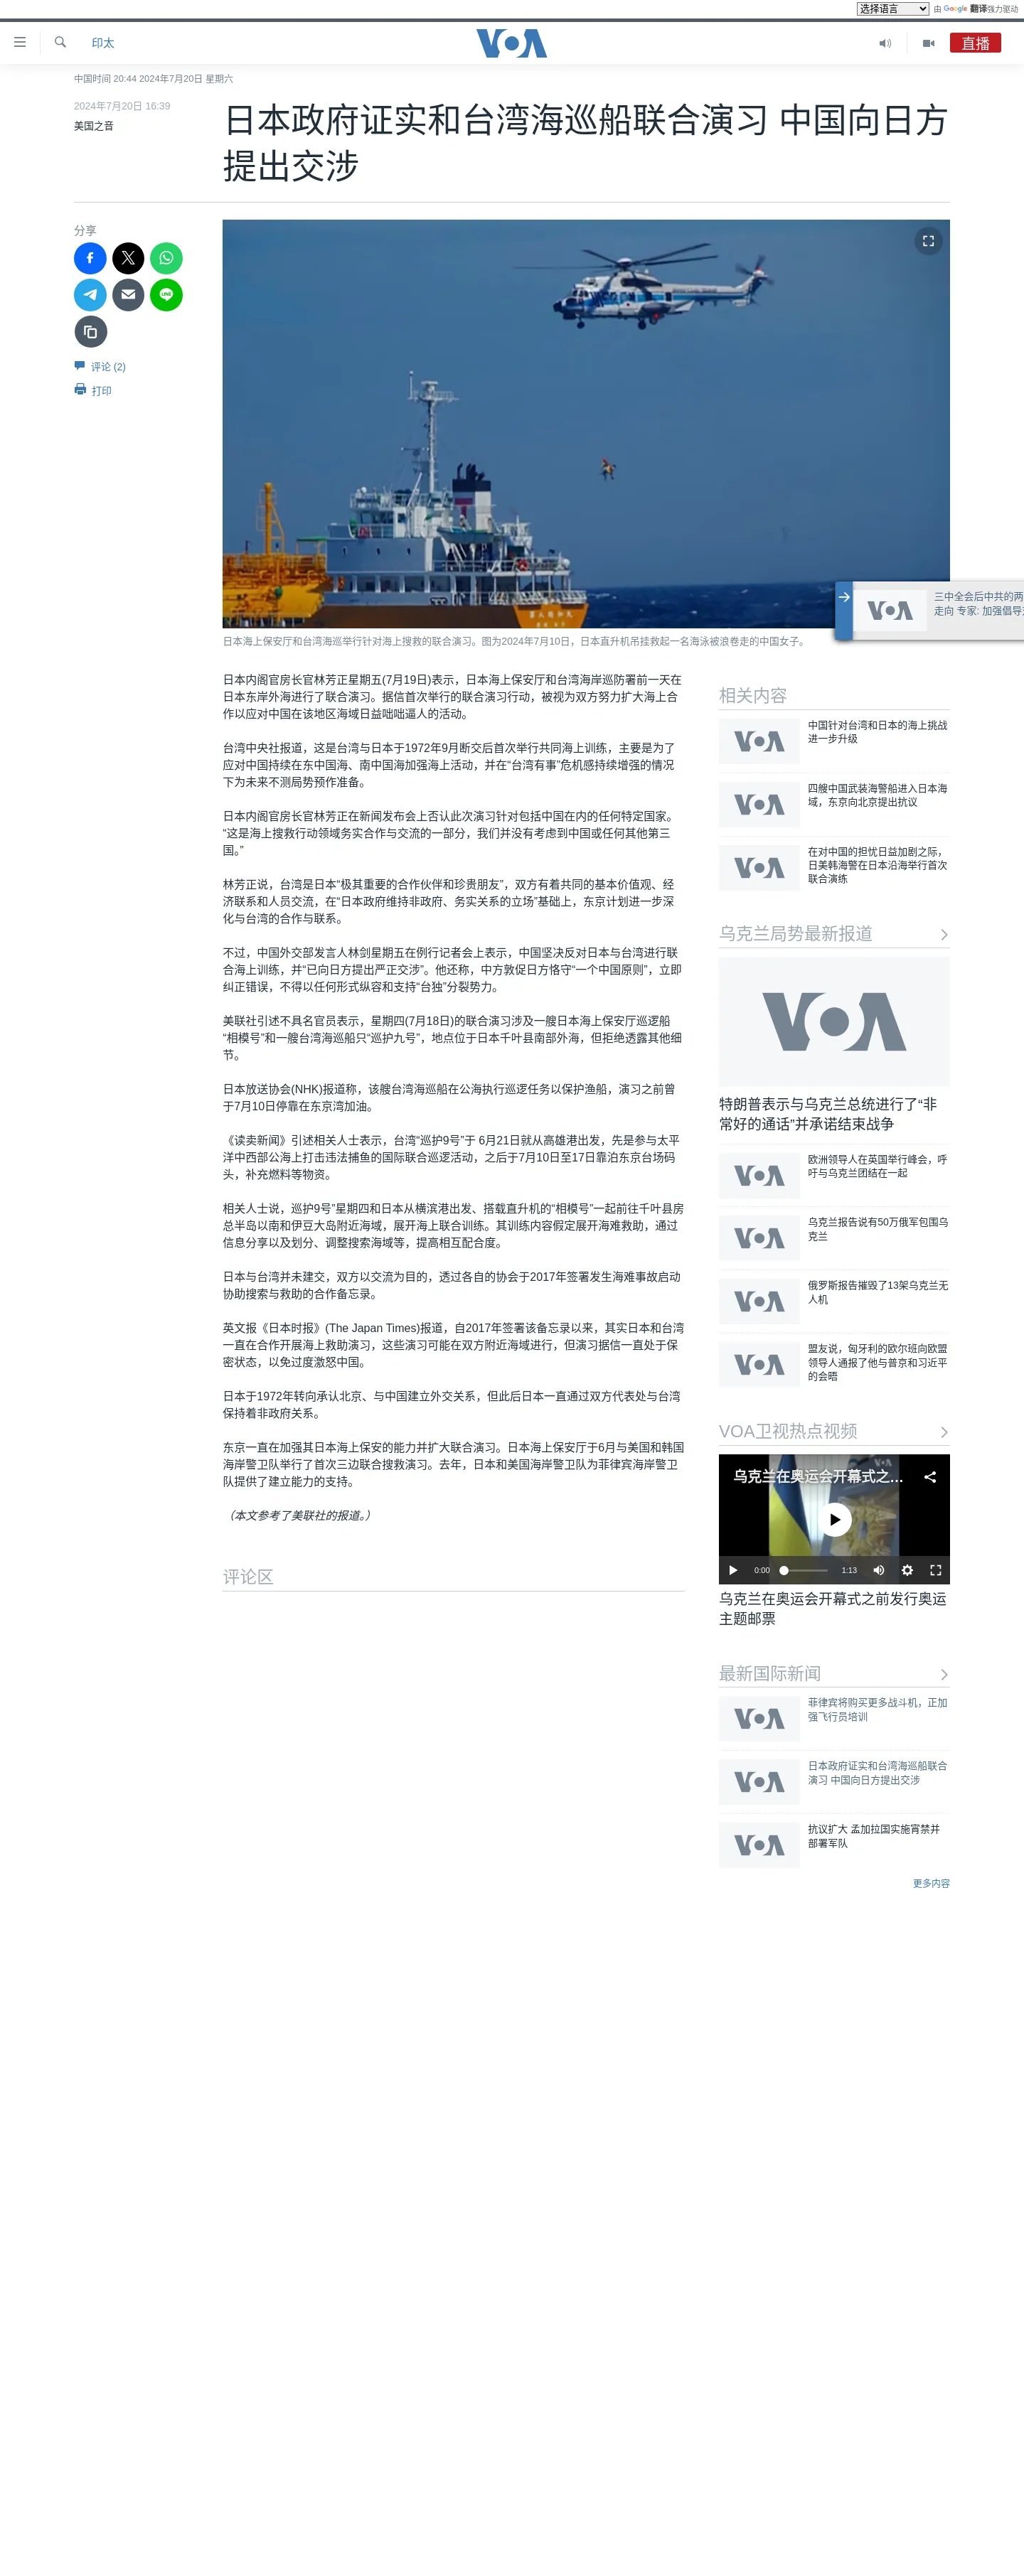 选择语言 由 Google 翻译强力驱动
印太
VOA
直播
中国时间 20:44 2024年7月20日 星期六
2024年7月20日 16:39
美国之音
日本政府证实和台湾海巡船联合演习 中国向日方
提出交涉
分享
评论 (2)
打印
日本海上保安厅和台湾海巡举行针对海上搜救的联合演习。图为2024年7月10日，日本直升机吊挂救起一名海泳被浪卷走的中国女子。
三中全会后中共的两
走向 专家: 加强倡导
日本内阁官房长官林芳正星期五(7月19日)表示，日本海上保安厅和台湾海岸巡防署前一天在
日本东岸外海进行了联合演习。据信首次举行的联合演习行动，被视为双方努力扩大海上合
作以应对中国在该地区海域日益咄咄逼人的活动。
台湾中央社报道，这是台湾与日本于1972年9月断交后首次举行共同海上训练，主要是为了
应对中国持续在东中国海、南中国海加强海上活动，并在“台湾有事”危机感持续增强的情况
下为未来不测局势预作准备。
日本内阁官房长官林芳正在新闻发布会上否认此次演习针对包括中国在内的任何特定国家。
“这是海上搜救行动领域务实合作与交流的一部分，我们并没有考虑到中国或任何其他第三
国。”
林芳正说，台湾是日本“极其重要的合作伙伴和珍贵朋友”，双方有着共同的基本价值观、经
济联系和人员交流，在“日本政府维持非政府、务实关系的立场”基础上，东京计划进一步深
化与台湾的合作与联系。
不过，中国外交部发言人林剑星期五在例行记者会上表示，中国坚决反对日本与台湾进行联
合海上训练，并“已向日方提出严正交涉”。他还称，中方敦促日方恪守“一个中国原则”，立即
纠正错误，不得以任何形式纵容和支持“台独”分裂势力。
美联社引述不具名官员表示，星期四(7月18日)的联合演习涉及一艘日本海上保安厅巡逻船
“相模号”和一艘台湾海巡船只“巡护九号”，地点位于日本千叶县南部外海，但拒绝透露其他细
节。
日本放送协会(NHK)报道称，该艘台湾海巡船在公海执行巡逻任务以保护渔船，演习之前曾
于7月10日停靠在东京湾加油。
《读卖新闻》引述相关人士表示，台湾“巡护9号”于 6月21日就从高雄港出发，先是参与太平
洋中西部公海上打击违法捕鱼的国际联合巡逻活动，之后于7月10日至17日靠泊东京台场码
头，补充燃料等物资。
相关人士说，巡护9号”星期四和日本从横滨港出发、搭载直升机的“相模号”一起前往千叶县房
总半岛以南和伊豆大岛附近海域，展开海上联合训练。其训练内容假定展开海难救助，通过
信息分享以及划分、调整搜索海域等，提高相互配合度。
日本与台湾并未建交，双方以交流为目的，透过各自的协会于2017年签署发生海难事故启动
协助搜索与救助的合作备忘录。
英文报《日本时报》(The Japan Times)报道，自2017年签署该备忘录以来，其实日本和台湾
一直在合作开展海上救助演习，这些演习可能在双方附近海域进行，但演习据信一直处于保
密状态，以免过度激怒中国。
日本于1972年转向承认北京、与中国建立外交关系，但此后日本一直通过双方代表处与台湾
保持着非政府关系。
东京一直在加强其日本海上保安的能力并扩大联合演习。日本海上保安厅于6月与美国和韩国
海岸警卫队举行了首次三边联合搜救演习。去年，日本和美国海岸警卫队为菲律宾海岸警卫
队提供了建立能力的支持。
（本文参考了美联社的报道。）
评论区
相关内容
VOA
中国针对台湾和日本的海上挑战
进一步升级
VOA
四艘中国武装海警船进入日本海
域，东京向北京提出抗议
VOA
在对中国的担忧日益加剧之际，
日美韩海警在日本沿海举行首次
联合演练
乌克兰局势最新报道
VOA
特朗普表示与乌克兰总统进行了“非
常好的通话”并承诺结束战争
VOA
欧洲领导人在英国举行峰会，呼
吁与乌克兰团结在一起
VOA
乌克兰报告说有50万俄军包围乌
克兰
VOA
俄罗斯报告摧毁了13架乌克兰无
人机
VOA
盟友说，匈牙利的欧尔班向欧盟
领导人通报了他与普京和习近平
的会晤
VOA卫视热点视频
乌克兰在奥运会开幕式之...
VOA
0:00 1:13
乌克兰在奥运会开幕式之前发行奥运
主题邮票
最新国际新闻
VOA
菲律宾将购买更多战斗机，正加
强飞行员培训
VOA
日本政府证实和台湾海巡船联合
演习 中国向日方提出交涉
VOA
抗议扩大 孟加拉国实施宵禁并
部署军队
更多内容